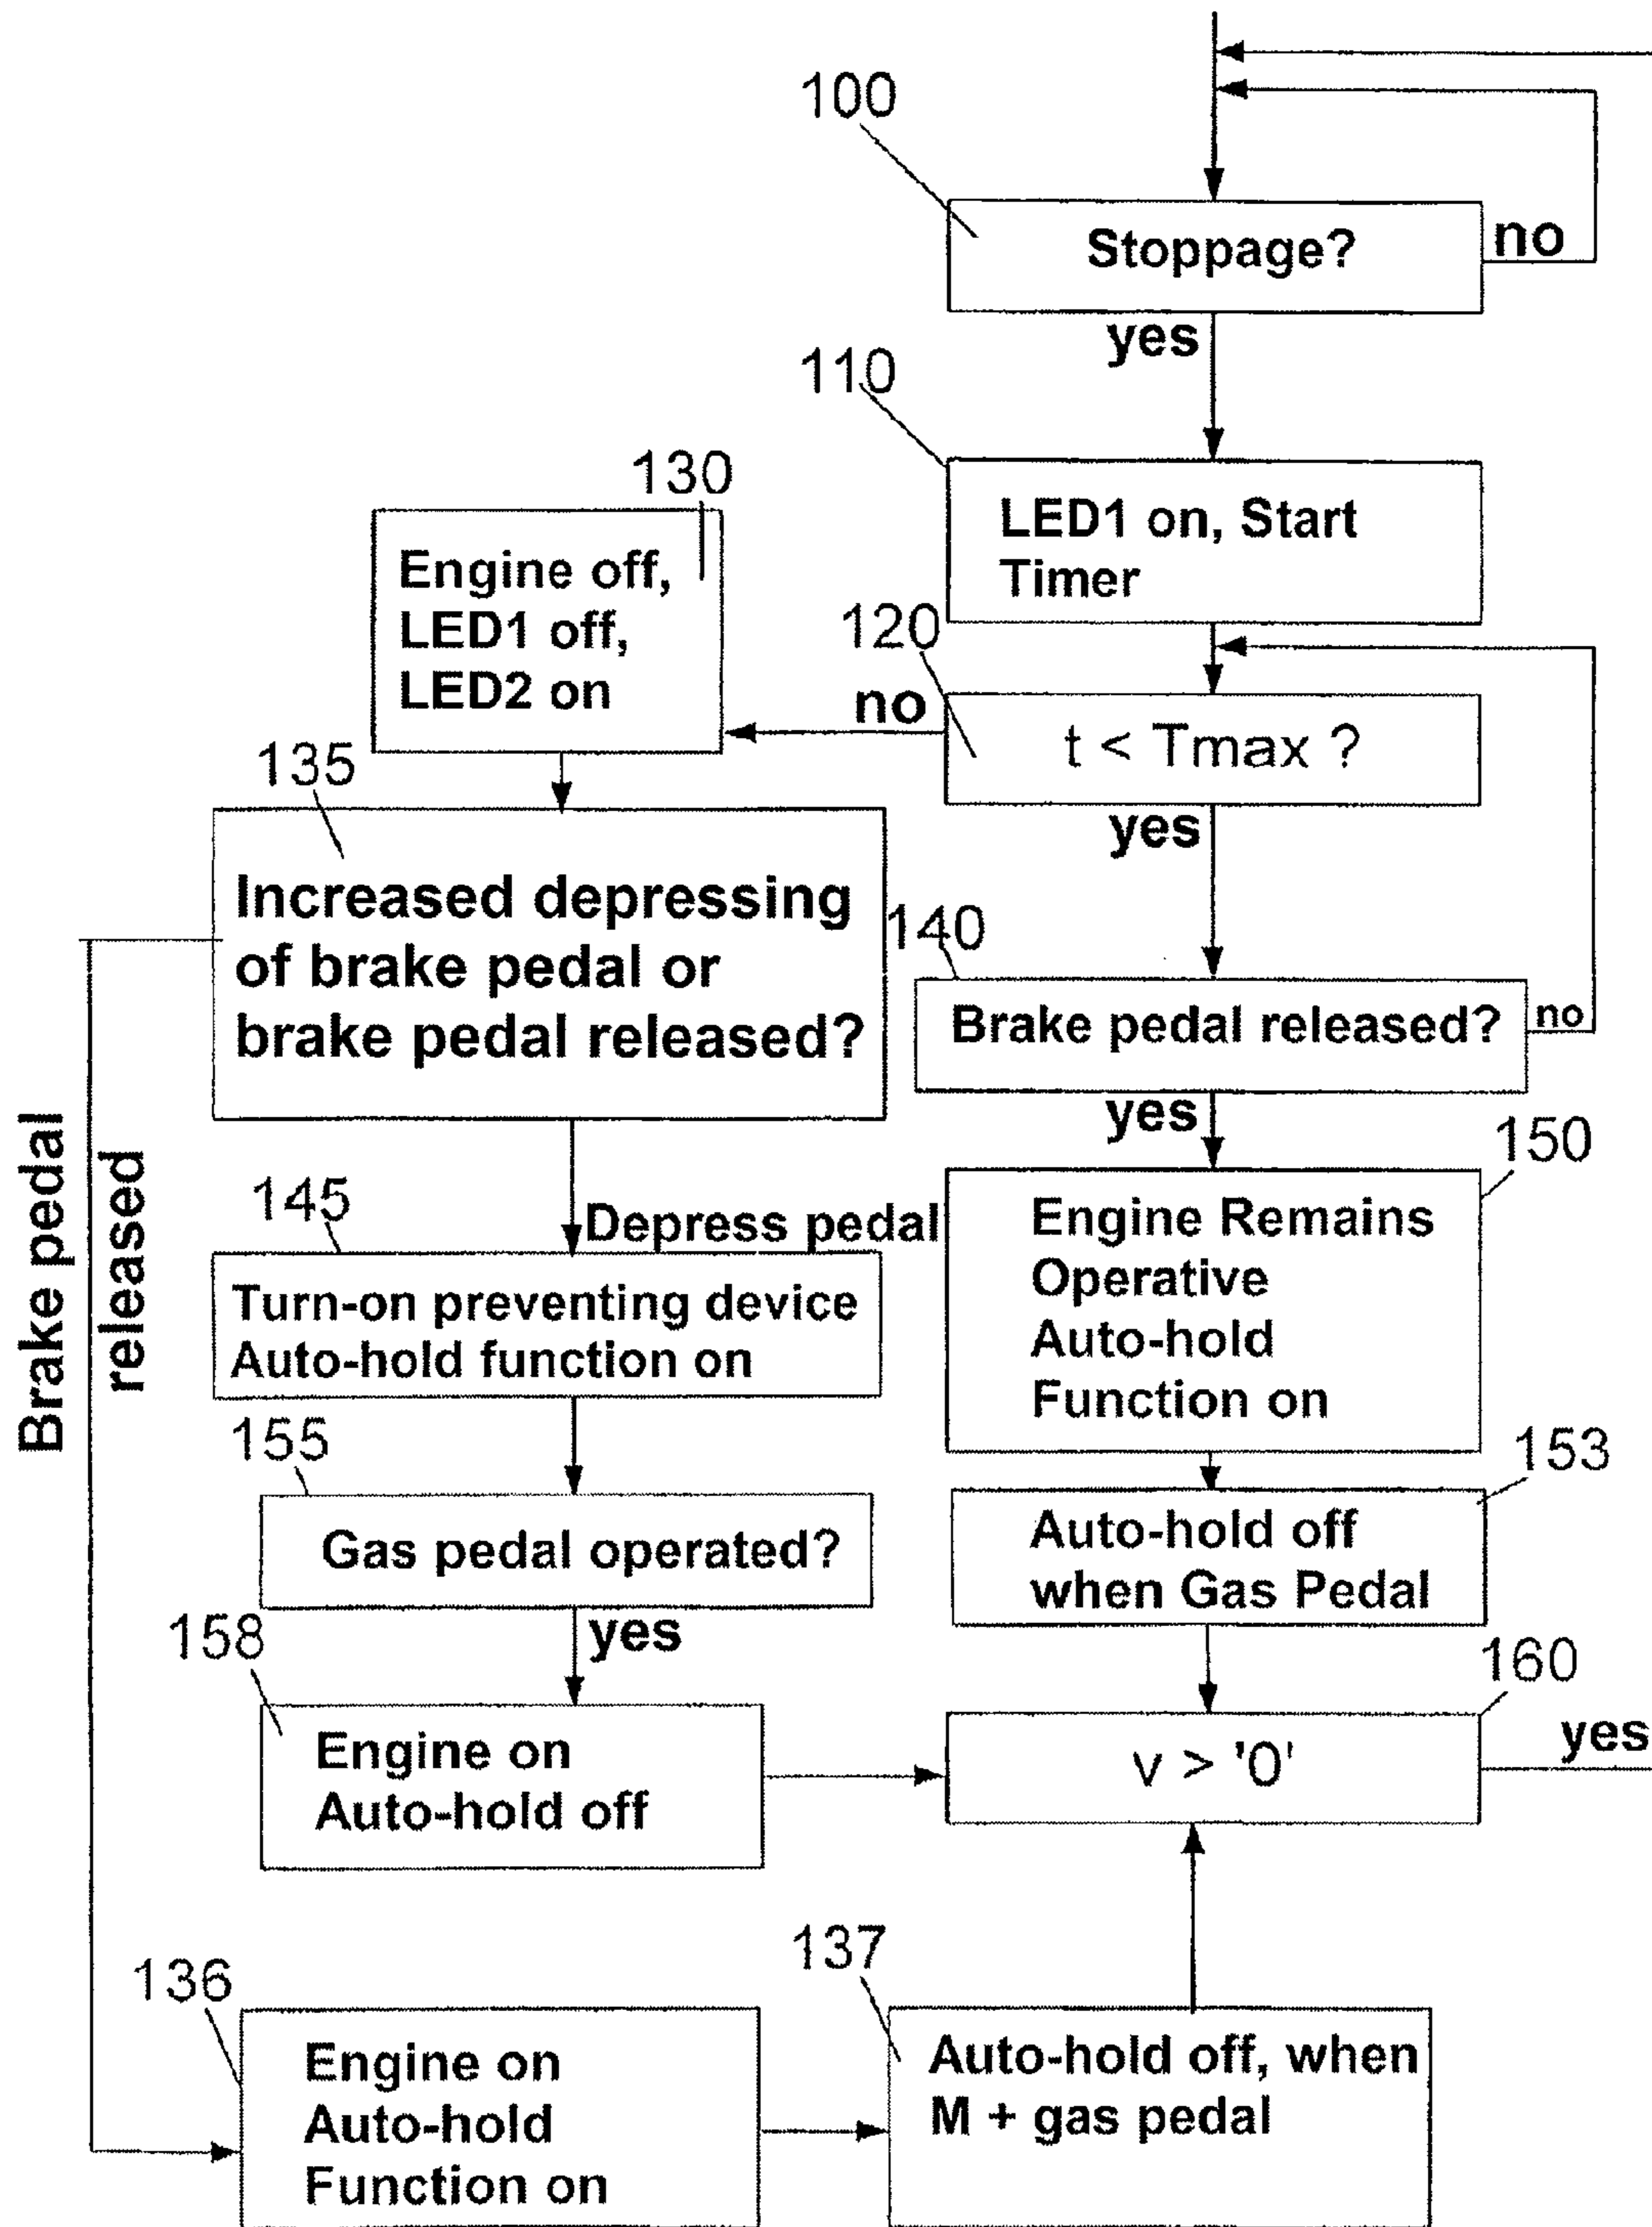 100
Stoppage?
no
yes
110
LED1 on, Start
Timer
130
Engine off,
LED1 off,
LED2 on
120
no
t < Tmax ?
yes
135
Increased depressing
of brake pedal or
brake pedal released?
140
Brake pedal released?
no
yes
Brake pedal
released
145
Depress pedal
Turn-on preventing device
Auto-hold function on
150
Engine Remains
Operative
Auto-hold
Function on
155
Gas pedal operated?
yes
153
Auto-hold off
when Gas Pedal
158
Engine on
Auto-hold off
160
v > '0'
yes
136
Engine on
Auto-hold
Function on
137
Auto-hold off, when
M + gas pedal